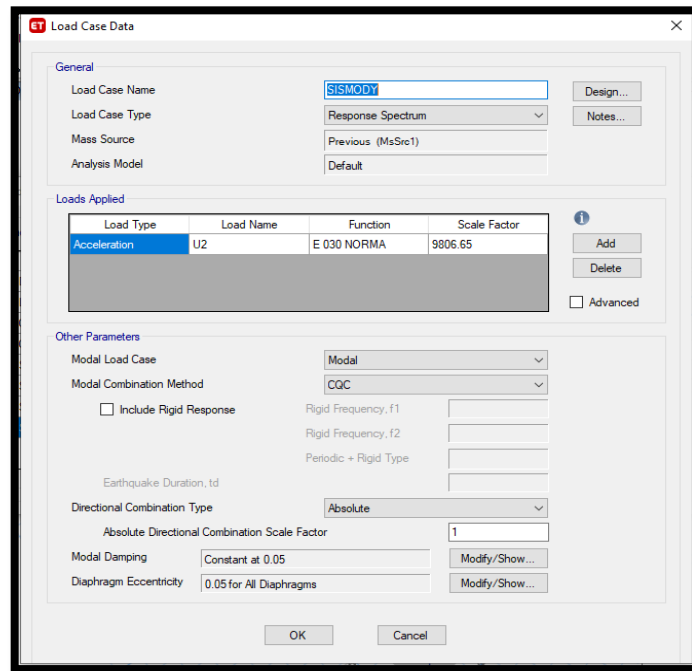 ET Load Case Data
General
Load Case Name SISMODY Design...
Load Case Type Response Spectrum Notes...
Mass Source Previous (MsSrc1)
Analysis Model Default
Loads Applied
Load Type Load Name Function Scale Factor
Acceleration U2 E 030 NORMA 9806.65
Add
Delete
Advanced
Other Parameters
Modal Load Case Modal
Modal Combination Method CQC
Include Rigid Response Rigid Frequency, f1
Rigid Frequency, f2
Periodic + Rigid Type
Earthquake Duration, td
Directional Combination Type Absolute
Absolute Directional Combination Scale Factor 1
Modal Damping Constant at 0.05 Modify/Show...
Diaphragm Eccentricity 0.05 for All Diaphragms Modify/Show...
OK Cancel